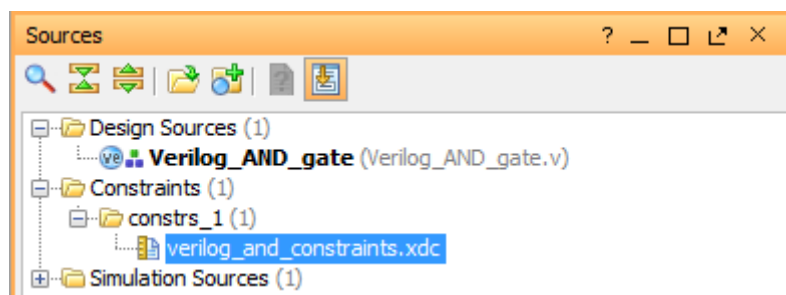 Sources
Design Sources (1)
Verilog_AND_gate (Verilog_AND_gate.v)
Constraints (1)
constrs_1 (1)
verilog_and_constraints.xdc
Simulation Sources (1)